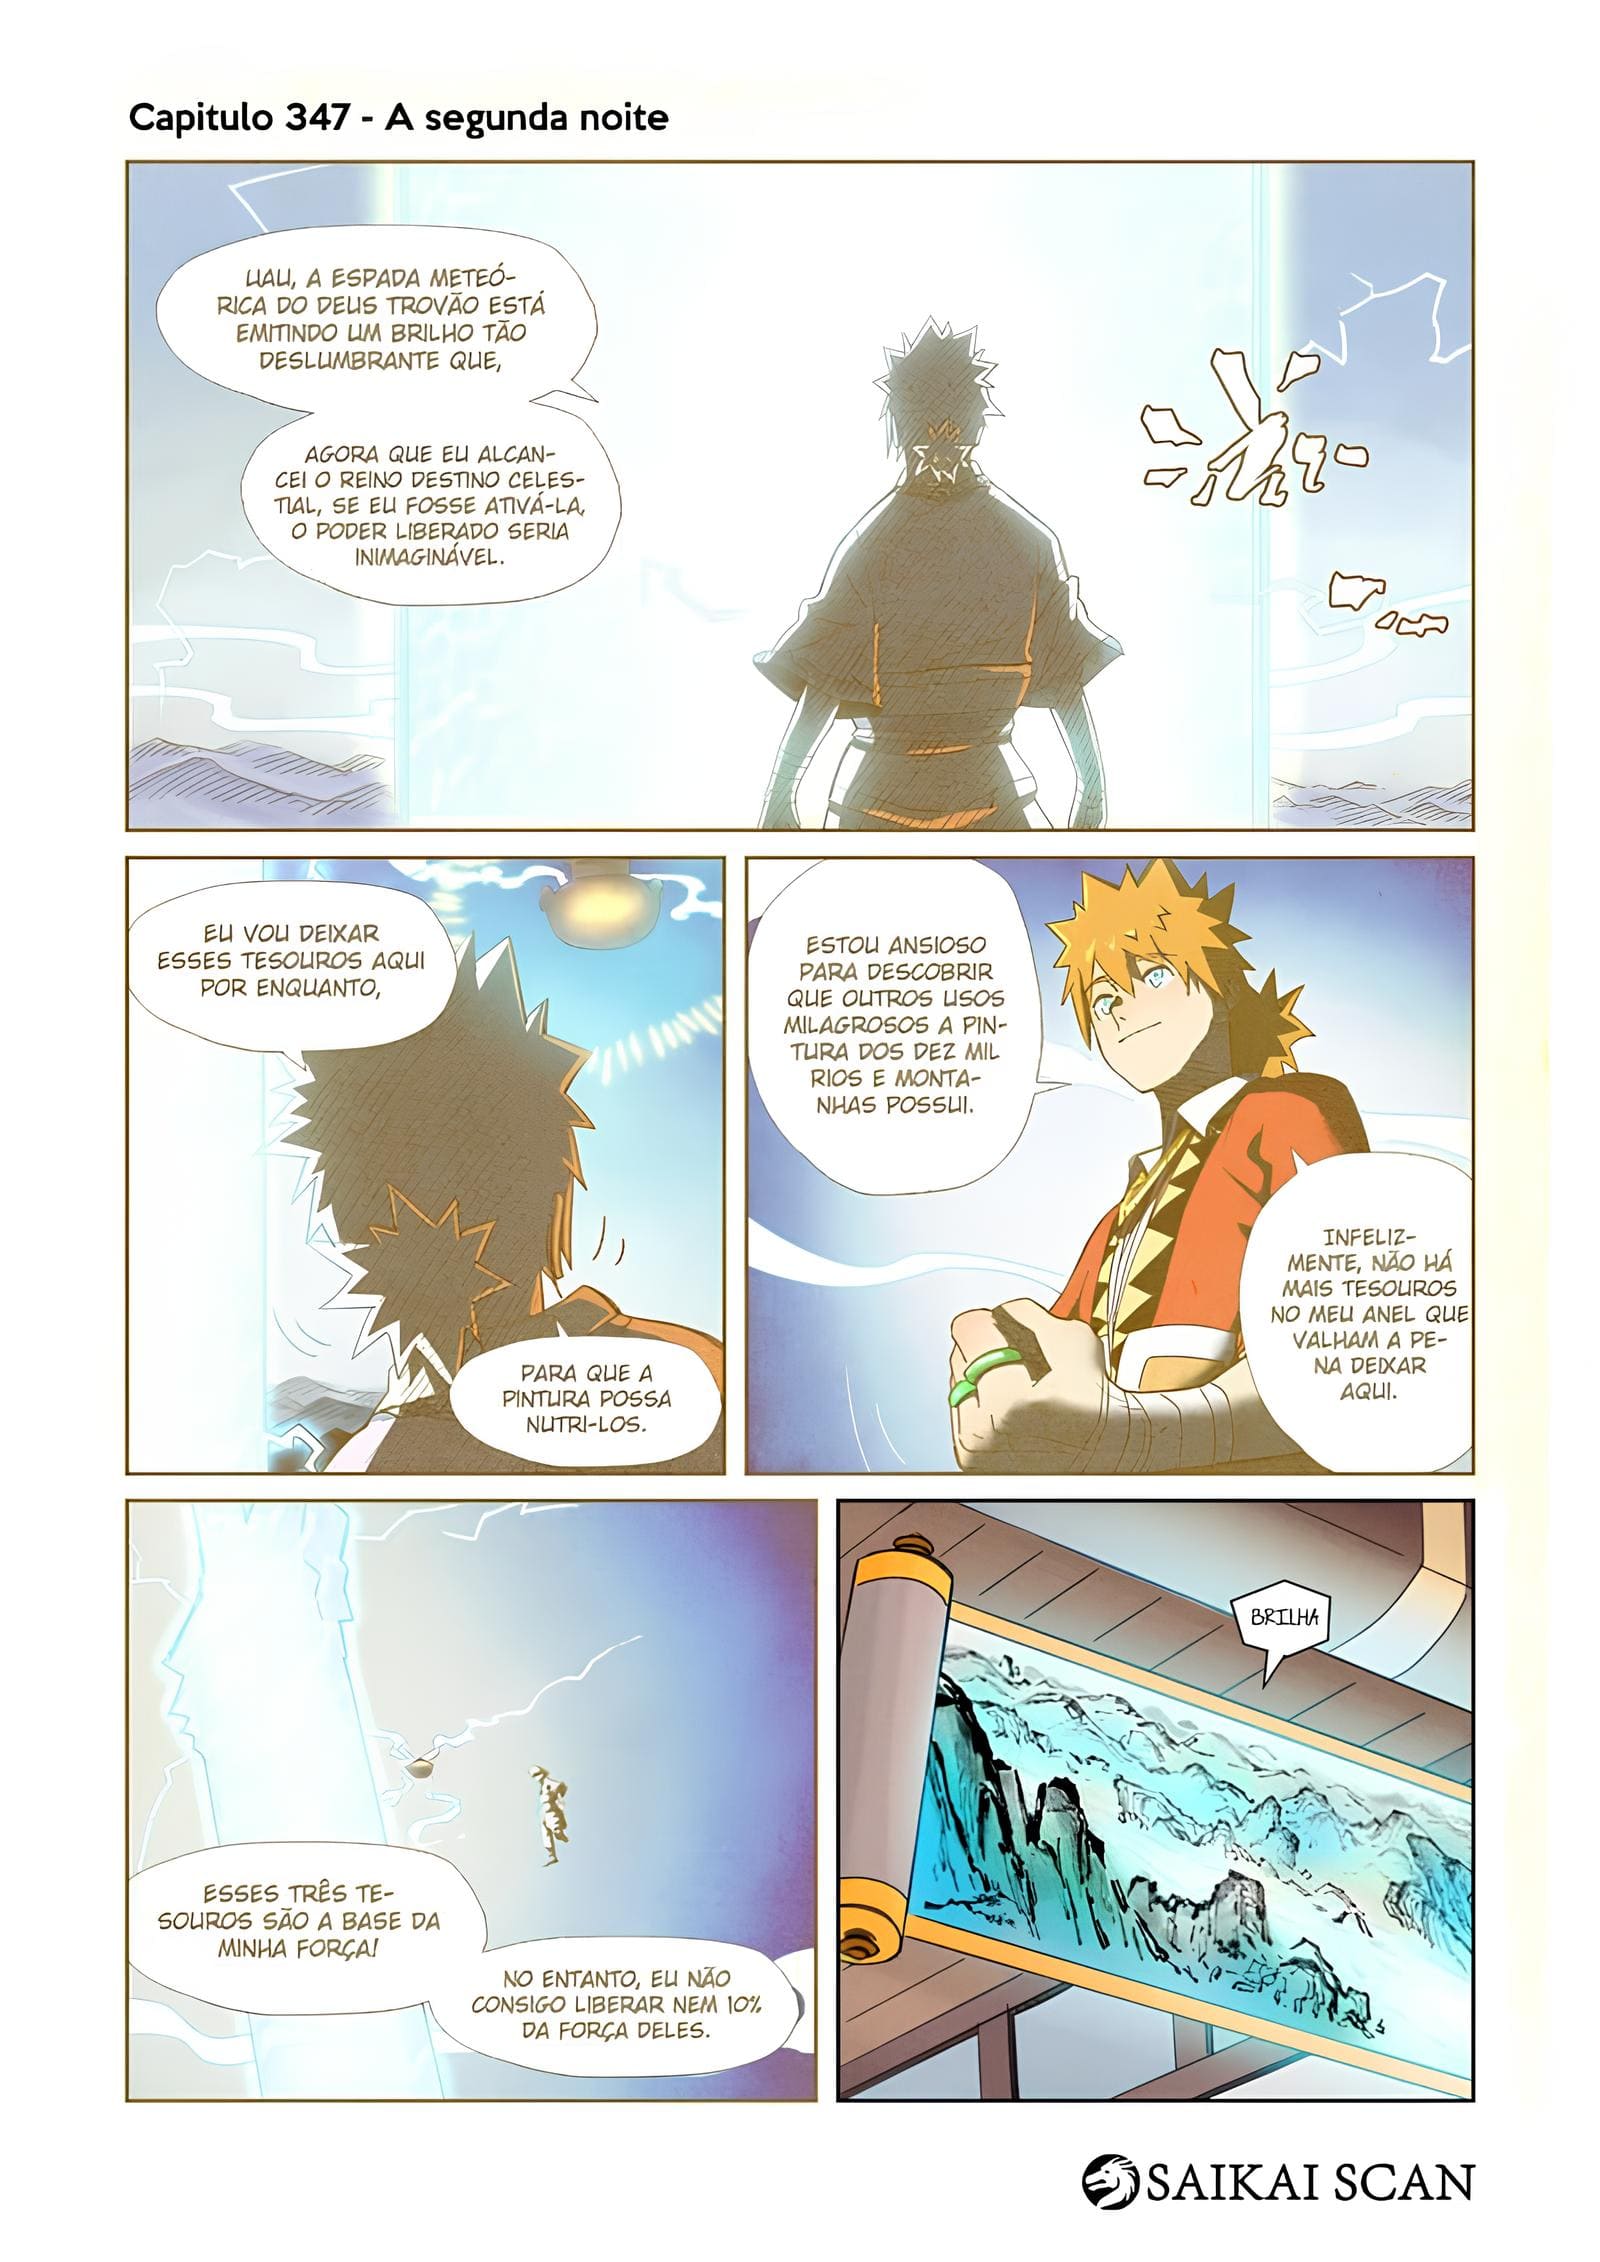 Capitulo 347 - A segunda noite
UAU, A ESPADA METEÓ-
RICA DO DEUS TROVÃO ESTÁ
EMITINDO UM BRILHO TÃO
DESLUMBRANTE QUE,
AGORA QUE EU ALCAN-
CEI O REINO DESTINO CELES-
TIAL, SE EU FOSSE ATIVÁ-LA,
O PODER LIBERADO SERIA
INIMAGINÁVEL.
EU VOU DEIXAR
ESSES TESOUROS AQUI
POR ENQUANTO,
PARA QUE A
PINTURA POSSA
NUTRI-LOS.
ESTOU ANSIOSO
PARA DESCOBRIR
QUE OUTROS USOS
MILAGROSOS A PIN-
TURA DOS DEZ MIL
RIOS E MONTA-
NHAS POSSUI.
INFELIZ-
MENTE, NÃO HÁ
MAIS TESOUROS
NO MEU ANEL QUE
VALHAM A PE-
NA DEIXAR
AQUI.
ESSES TRÊS TE-
SOUROS SÃO A BASE DA
MINHA FORÇA!
NO ENTANTO, EU NÃO
CONSIGO LIBERAR NEM 10%
DA FORÇA DELES.
BRILHA
SAIKAI SCAN